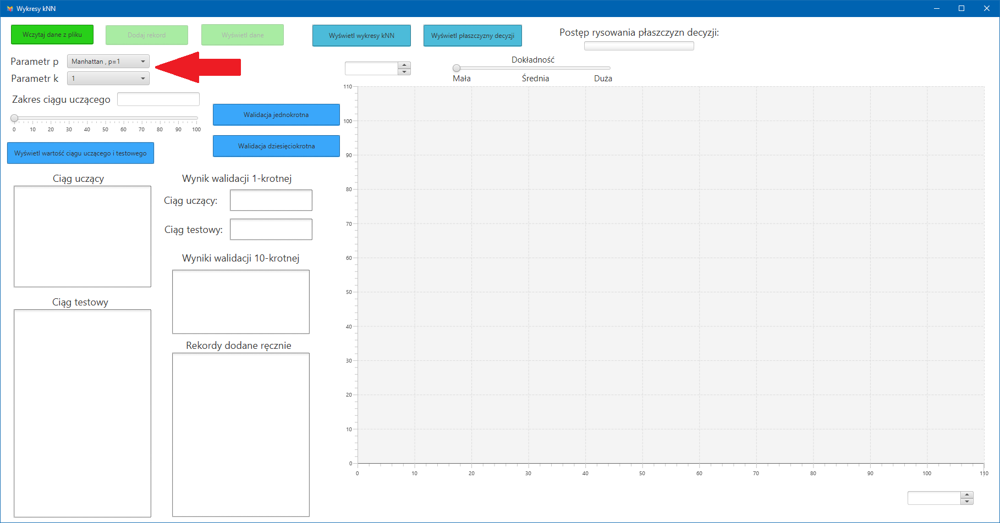 Wykresy kNN
Wczytaj dane z pliku
Dodaj rekord
Wyświetl dane
Wyświetl wykresy kNN
Wyświetl płaszczyzny decyzji
Postęp rysowania płaszczyzn decyzji:
Parametr p
Manhattan , p=1
Parametr k
1
Dokładność
Mała
Średnia
Duża
Zakres ciągu uczącego
0 10 20 30 40 50 60 70 80 90 100
Walidacja jednokrotna
Walidacja dziesięciokrotna
Wyświetl wartość ciągu uczącego i testowego
Ciąg uczący
Wynik walidacji 1-krotnej
Ciąg uczący:
Ciąg testowy:
Wyniki walidacji 10-krotnej
Ciąg testowy
Rekordy dodane ręcznie
110
100
90
80
70
60
50
40
30
20
10
0
0 10 20 30 40 50 60 70 80 90 100 110